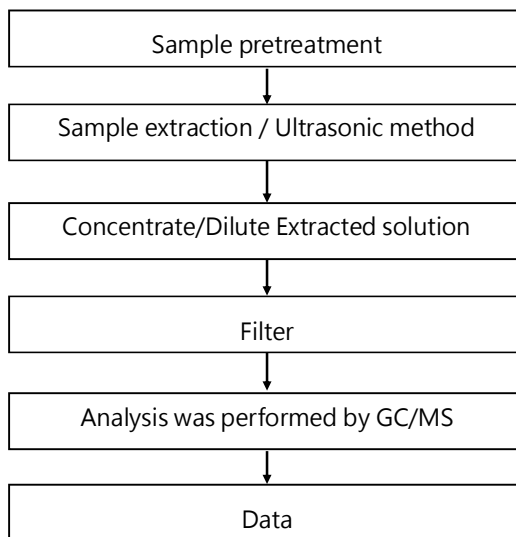 Sample pretreatment
Sample extraction / Ultrasonic method
Concentrate/Dilute Extracted solution
Filter
Analysis was performed by GC/MS
Data